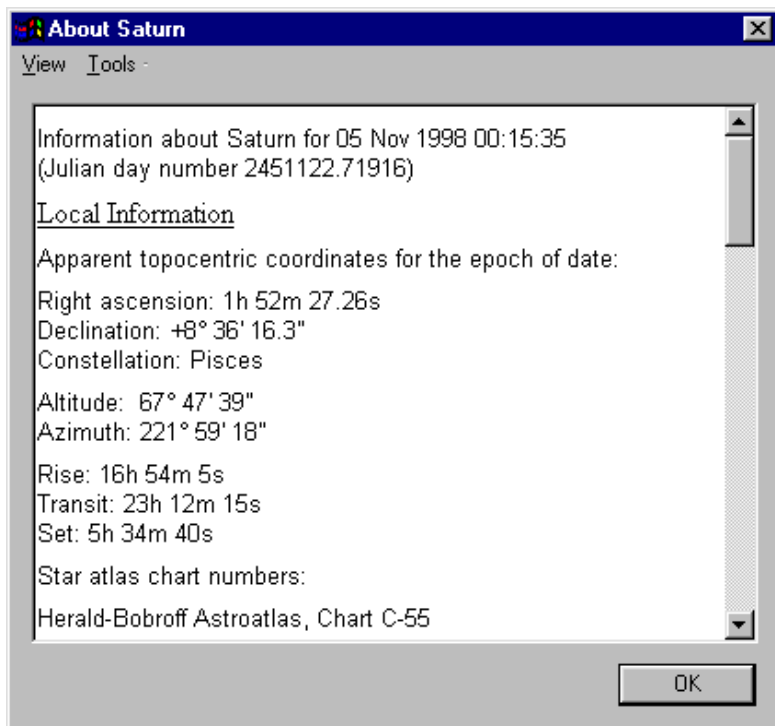 About Saturn
View Tools
Information about Saturn for 05 Nov 1998 00:15:35
(Julian day number 2451122.71916)
Local Information
Apparent topocentric coordinates for the epoch of date:
Right ascension: 1h 52m 27.26s
Declination: +8° 36' 16.3"
Constellation: Pisces
Altitude: 67° 47' 39"
Azimuth: 221° 59' 18"
Rise: 16h 54m 5s
Transit: 23h 12m 15s
Set: 5h 34m 40s
Star atlas chart numbers:
Herald-Bobroff Astroatlas, Chart C-55
OK